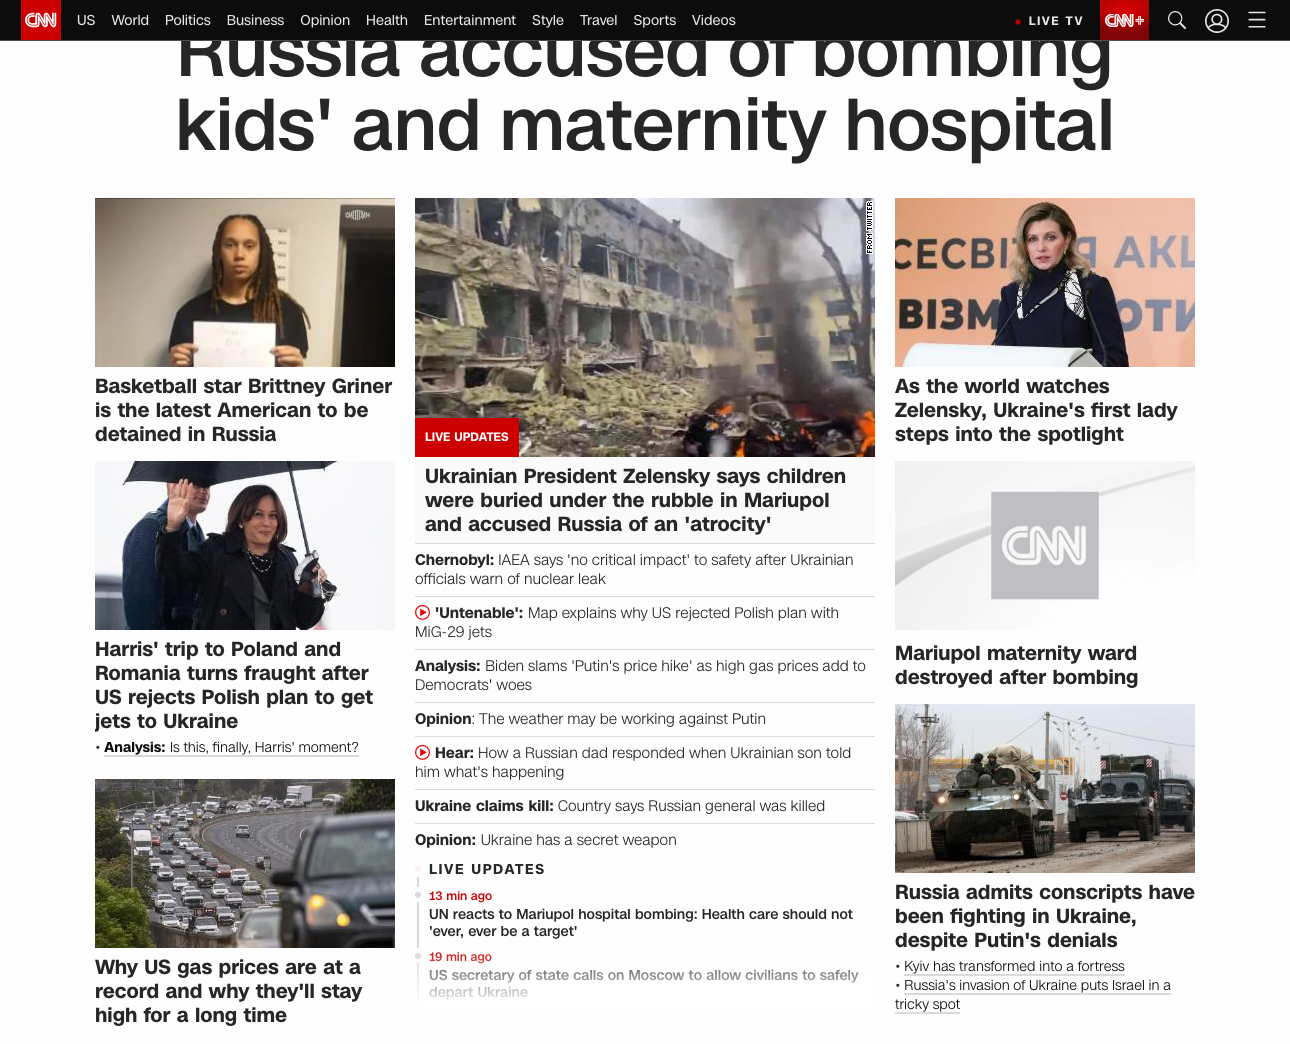 CNN US World Politics Business Opinion Health Entertainment Style Travel Sports Videos LIVE TV CNN+
Russia accused of bombing
kids' and maternity hospital
Basketball star Brittney Griner
is the latest American to be
detained in Russia
Harris' trip to Poland and
Romania turns fraught after
US rejects Polish plan to get
jets to Ukraine
• Analysis: Is this, finally, Harris' moment?
Why US gas prices are at a
record and why they'll stay
high for a long time
FROM TWITTER
LIVE UPDATES
Ukrainian President Zelensky says children
were buried under the rubble in Mariupol
and accused Russia of an 'atrocity'
Chernobyl: IAEA says 'no critical impact' to safety after Ukrainian
officials warn of nuclear leak
'Untenable': Map explains why US rejected Polish plan with
MiG-29 jets
Analysis: Biden slams 'Putin's price hike' as high gas prices add to
Democrats' woes
Opinion: The weather may be working against Putin
Hear: How a Russian dad responded when Ukrainian son told
him what's happening
Ukraine claims kill: Country says Russian general was killed
Opinion: Ukraine has a secret weapon
LIVE UPDATES
13 min ago
UN reacts to Mariupol hospital bombing: Health care should not
'ever, ever be a target'
19 min ago
US secretary of state calls on Moscow to allow civilians to safely
depart Ukraine
As the world watches
Zelensky, Ukraine's first lady
steps into the spotlight
CNN
Mariupol maternity ward
destroyed after bombing
Russia admits conscripts have
been fighting in Ukraine,
despite Putin's denials
• Kyiv has transformed into a fortress
• Russia's invasion of Ukraine puts Israel in a
tricky spot